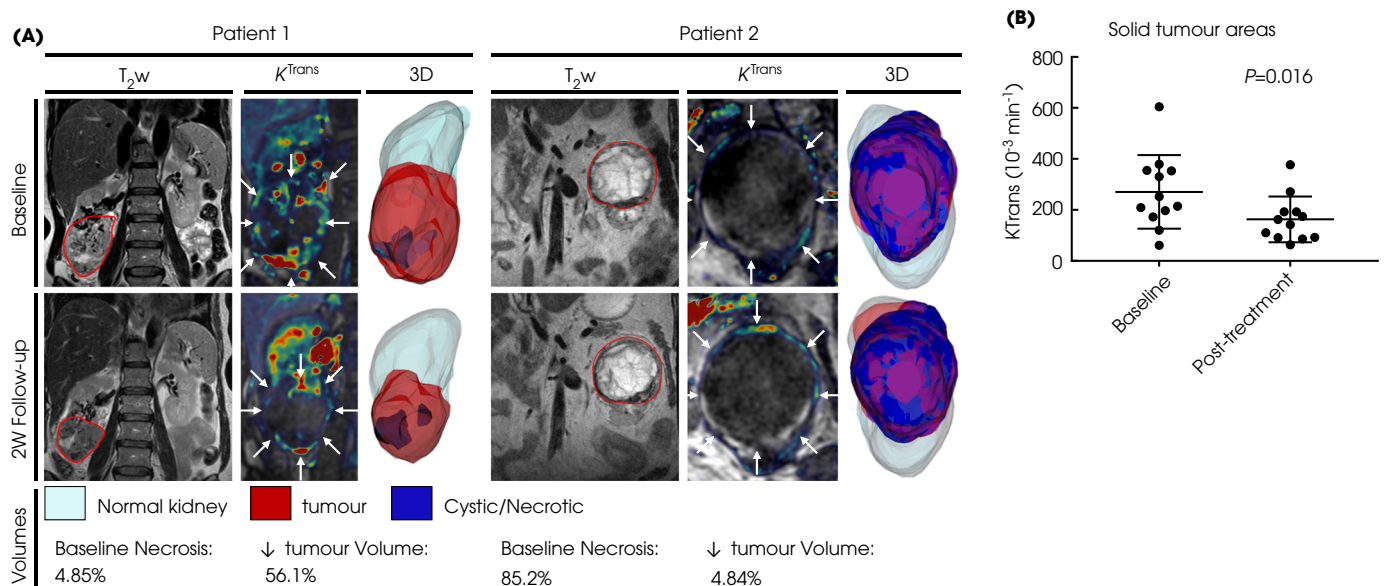 (A)
Patient 1
Patient 2
T2w
KTrans
3D
T2w
KTrans
3D
Baseline
2W Follow-up
Volumes
Normal kidney
tumour
Cystic/Necrotic
Baseline Necrosis:
4.85%
↓ tumour Volume:
56.1%
Baseline Necrosis:
85.2%
↓ tumour Volume:
4.84%
(B)
Solid tumour areas
P=0.016
KTrans (10⁻³ min⁻¹)
800
600
400
200
0
Baseline
Post-treatment